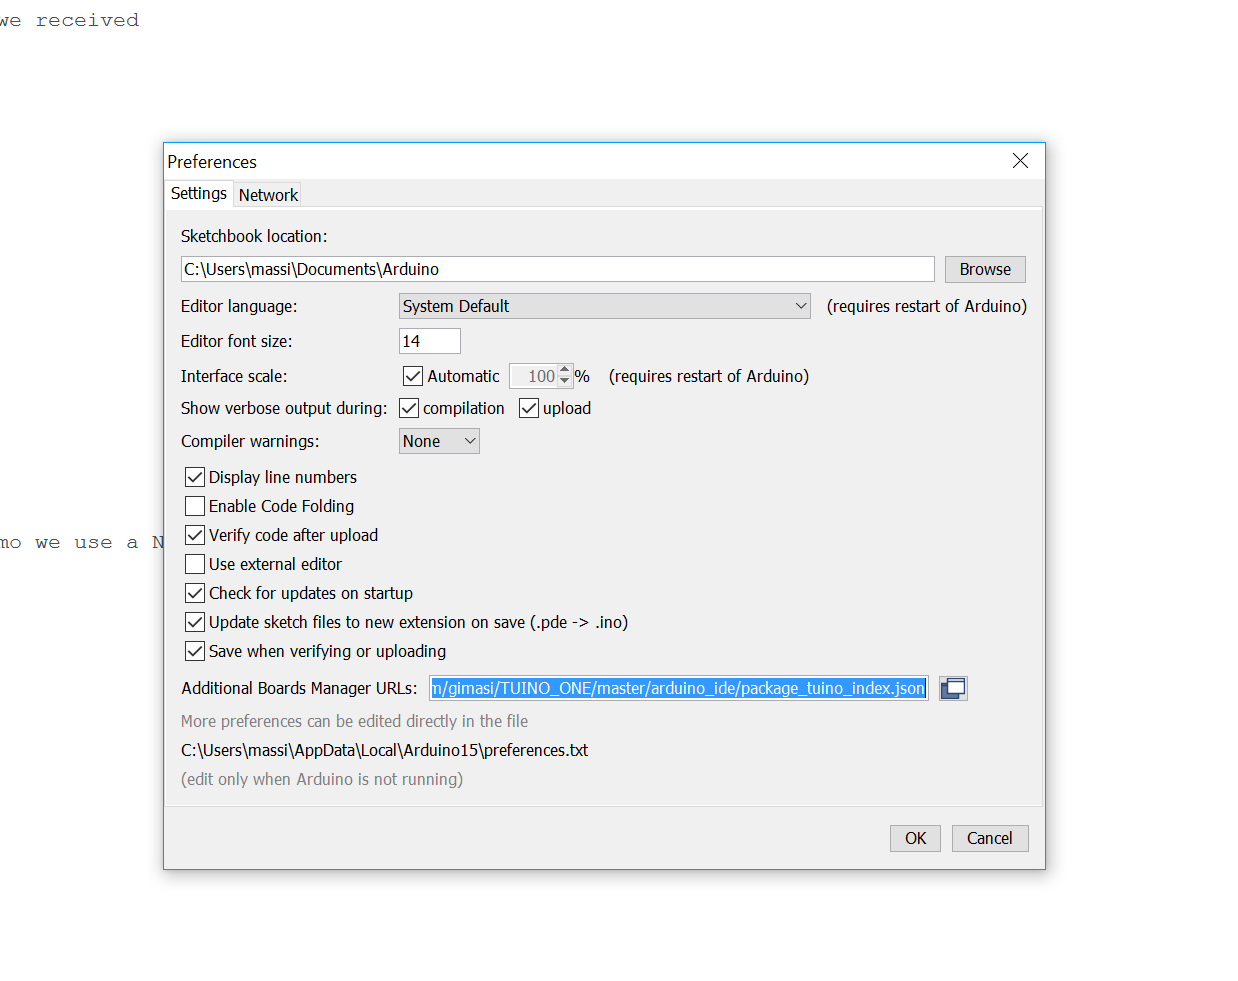 we received
Preferences
Settings Network
Sketchbook location:
C:\Users\massi\Documents\Arduino Browse
Editor language: System Default (requires restart of Arduino)
Editor font size: 14
Interface scale: Automatic 100 % (requires restart of Arduino)
Show verbose output during: compilation upload
Compiler warnings: None
Display line numbers
Enable Code Folding
Verify code after upload
mo we use a N
Use external editor
Check for updates on startup
Update sketch files to new extension on save (.pde -> .ino)
Save when verifying or uploading
Additional Boards Manager URLs: m/gimasi/TUINO_ONE/master/arduino_ide/package_tuino_index.json
More preferences can be edited directly in the file
C:\Users\massi\AppData\Local\Arduino15\preferences.txt
(edit only when Arduino is not running)
OK Cancel